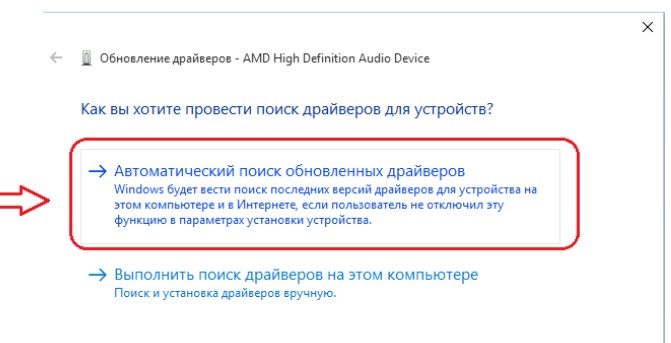 Обновление драйверов - AMD High Definition Audio Device
Как вы хотите провести поиск драйверов для устройств?
Автоматический поиск обновленных драйверов
Windows будет вести поиск последних версий драйверов для устройства на
этом компьютере и в Интернете, если пользователь не отключил эту
функцию в параметрах установки устройства.
Выполнить поиск драйверов на этом компьютере
Поиск и установка драйверов вручную.